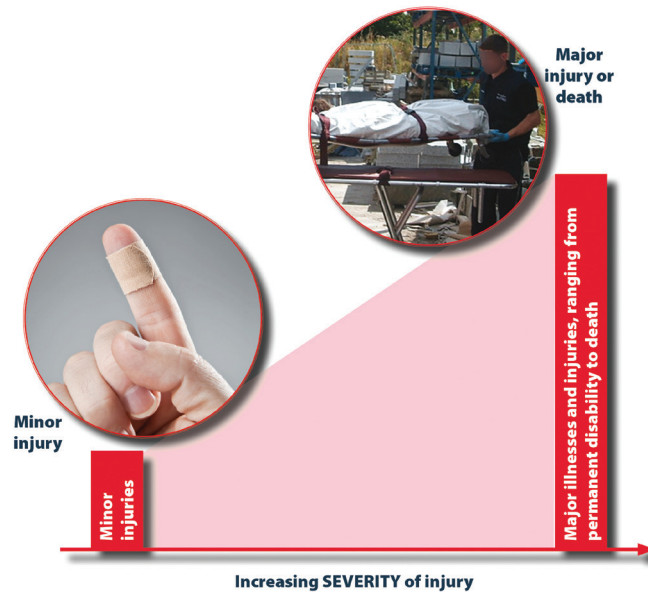 Major
injury or
death
Minor
injury
Minor
injuries
Major illnesses and injuries, ranging from
permanent disability to death
Increasing SEVERITY of injury